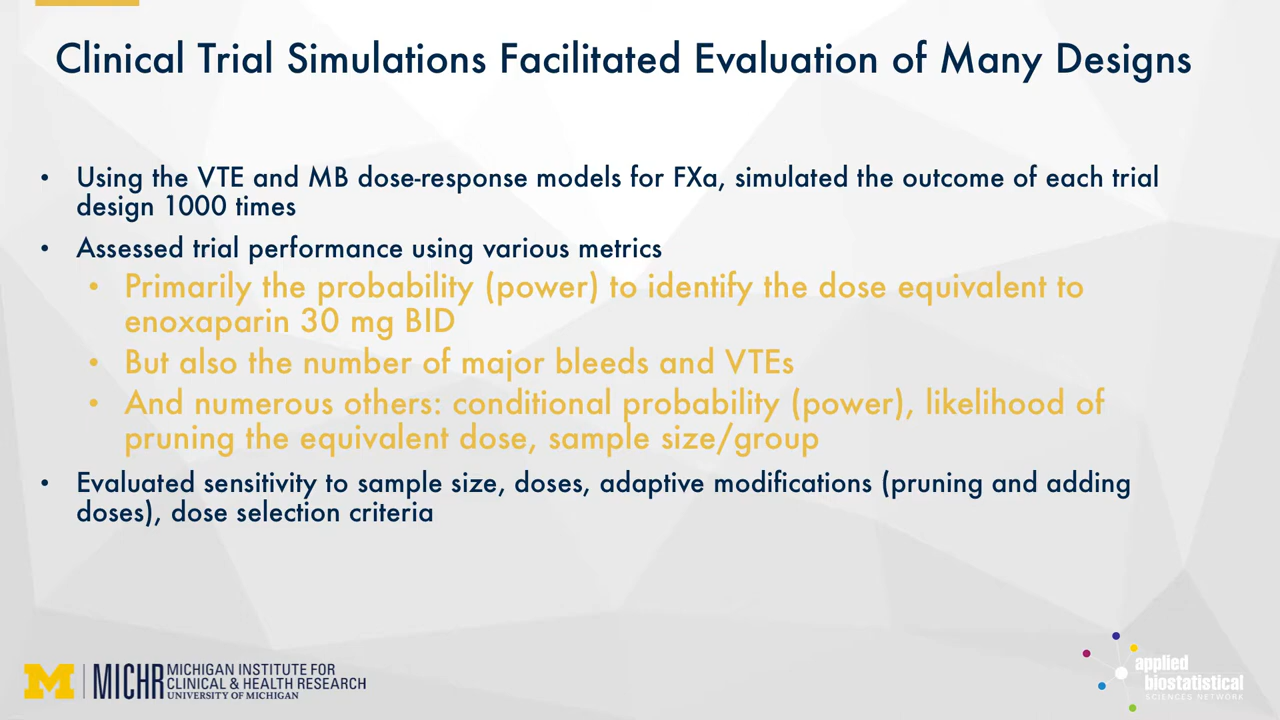 Clinical Trial Simulations Facilitated Evaluation of Many Designs
• Using the VTE and MB dose-response models for FXa, simulated the outcome of each trial
design 1000 times
• Assessed trial performance using various metrics
• Primarily the probability (power) to identify the dose equivalent to
enoxaparin 30 mg BID
• But also the number of major bleeds and VTEs
• And numerous others: conditional probability (power), likelihood of
pruning the equivalent dose, sample size/group
• Evaluated sensitivity to sample size, doses, adaptive modifications (pruning and adding
doses), dose selection criteria
M MICHR MICHIGAN INSTITUTE FOR
CLINICAL & HEALTH RESEARCH
UNIVERSITY OF MICHIGAN
applied
biostatistical
SCIENCES NETWORK